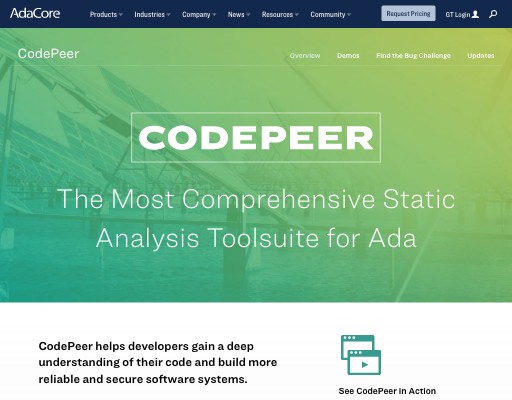 AdaCore Products Industries Company News Resources Community Request Pricing GT Login
CodePeer Overview Demos Find the Bug Challenge Updates
CODEPEER
The Most Comprehensive Static
Analysis Toolsuite for Ada
CodePeer helps developers gain a deep
understanding of their code and build more
reliable and secure software systems.
See CodePeer in Action